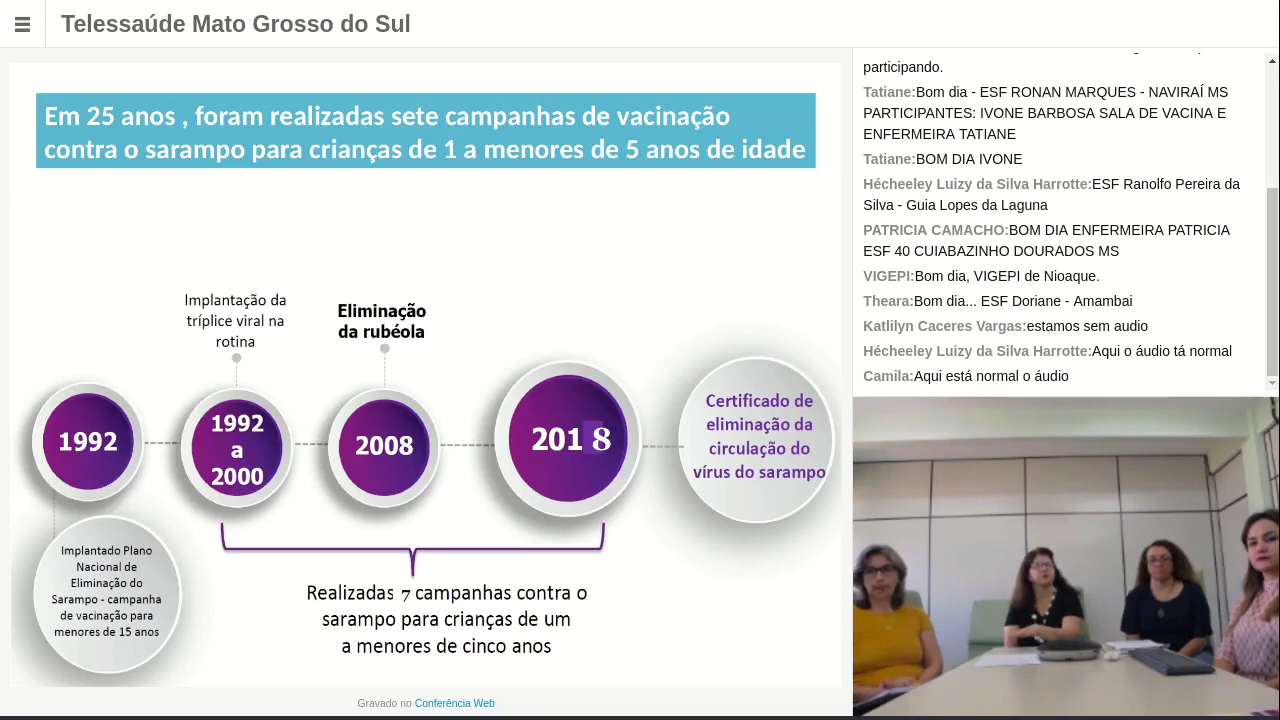 Telessaúde Mato Grosso do Sul
Em 25 anos , foram realizadas sete campanhas de vacinação
contra o sarampo para crianças de 1 a menores de 5 anos de idade
Implantação da
tríplice viral na
rotina
Eliminação
da rubéola
1992
1992
a
2000
2008
2018
Certificado de
eliminação da
circulação do
vírus do sarampo
Implantado Plano
Nacional de
Eliminação do
Sarampo - campanha
de vacinação para
menores de 15 anos
Realizadas 7 campanhas contra o
sarampo para crianças de um
a menores de cinco anos
Gravado no Conferência Web
participando.
Tatiane:Bom dia - ESF RONAN MARQUES - NAVIRAÍ MS
PARTICIPANTES: IVONE BARBOSA SALA DE VACINA E
ENFERMEIRA TATIANE
Tatiane:BOM DIA IVONE
Hécheeley Luizy da Silva Harrotte:ESF Ranolfo Pereira da
Silva - Guia Lopes da Laguna
PATRICIA CAMACHO:BOM DIA ENFERMEIRA PATRICIA
ESF 40 CUIABAZINHO DOURADOS MS
VIGEPI:Bom dia, VIGEPI de Nioaque.
Theara:Bom dia... ESF Doriane - Amambai
Katlilyn Caceres Vargas:estamos sem audio
Hécheeley Luizy da Silva Harrotte:Aqui o áudio tá normal
Camila:Aqui está normal o áudio